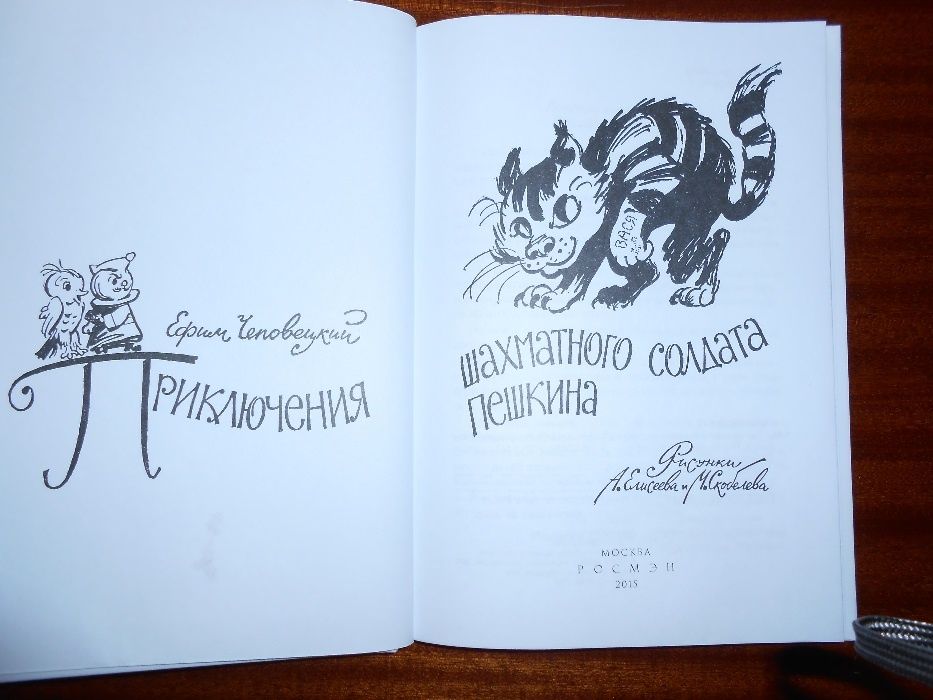 Ефим Чеповецкий
Приключения
ВАСЯ
шахматного солдата
пешкина
Рисунки
А. Елисеева и М. Скобелева
МОСКВА
РОСМЭН
2015